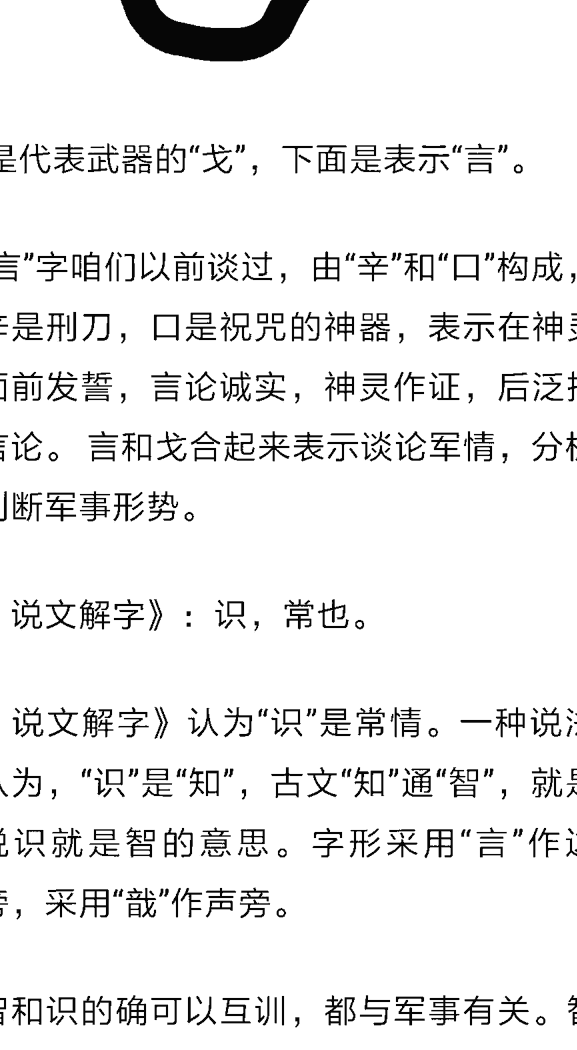 是代表武器的“戈”，下面是表示“言”。
言”字咱们以前谈过，由“辛”和“口”构成，
辛是刑刀，口是祝咒的神器，表示在神灵
面前发誓，言论诚实，神灵作证，后泛指
言论。 言和戈合起来表示谈论军情，分析
判断军事形势。
说文解字》：识，常也。
说文解字》认为“识”是常情。一种说法
认为，“识”是“知”，古文“知”通“智”，就是
说识就是智的意思。字形采用“言”作边
旁，采用“戠”作声旁。
智和识的确可以互训，都与军事有关。智